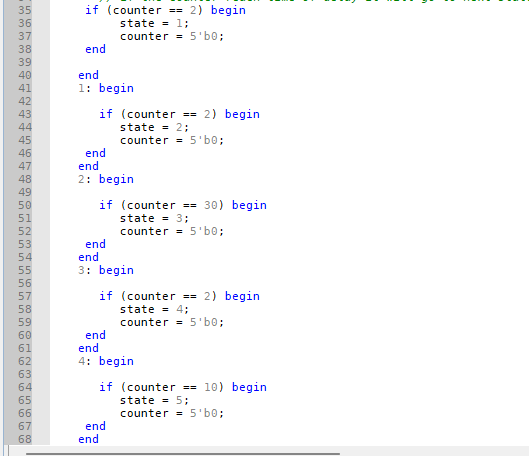 35 if (counter == 2) begin
36 state = 1;
37 counter = 5'b0;
38 end
39
40 end
41 1: begin
42
43 if (counter == 2) begin
44 state = 2;
45 counter = 5'b0;
46 end
47 end
48 2: begin
49
50 if (counter == 30) begin
51 state = 3;
52 counter = 5'b0;
53 end
54 end
55 3: begin
56
57 if (counter == 2) begin
58 state = 4;
59 counter = 5'b0;
60 end
61 end
62 4: begin
63
64 if (counter == 10) begin
65 state = 5;
66 counter = 5'b0;
67 end
68 end